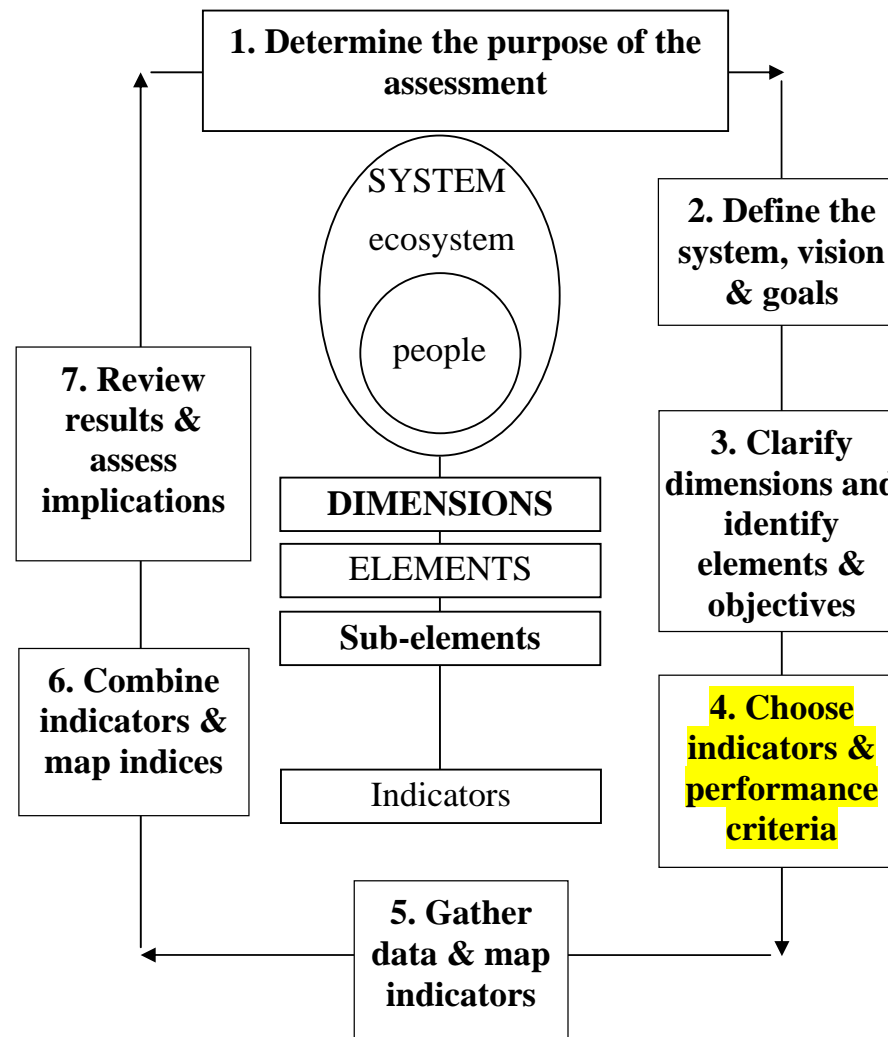 1. Determine the purpose of the
assessment
SYSTEM
ecosystem
people
2. Define the
system, vision
& goals
3. Clarify
dimensions and
identify
elements &
objectives
4. Choose
indicators &
performance
criteria
5. Gather
data & map
indicators
6. Combine
indicators &
map indices
7. Review
results &
assess
implications
DIMENSIONS
ELEMENTS
Sub-elements
Indicators